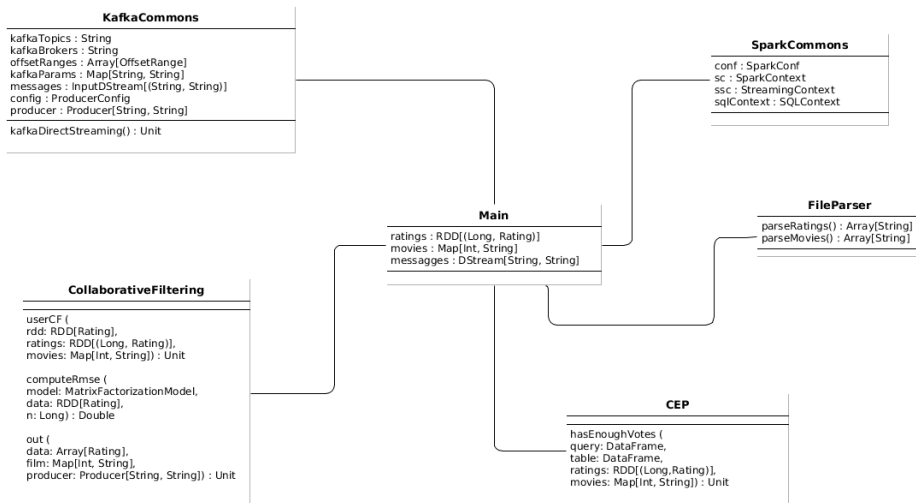 KafkaCommons
kafkaTopics : String
kafkaBrokers : String
offsetRanges : Array[OffsetRange]
kafkaParams : Map[String, String]
messages : InputDStream[(String, String)]
config : ProducerConfig
producer : Producer[String, String]
kafkaDirectStreaming() : Unit
SparkCommons
conf : SparkConf
sc : SparkContext
ssc : StreamingContext
sqlContext : SQLContext
Main
ratings : RDD[(Long, Rating)]
movies : Map[Int, String]
messagges : DStream[String, String]
FileParser
parseRatings() : Array[String]
parseMovies() : Array[String]
CollaborativeFiltering
userCF (
rdd: RDD[Rating],
ratings: RDD[(Long, Rating)],
movies: Map[Int, String]) : Unit
computeRmse (
model: MatrixFactorizationModel,
data: RDD[Rating],
n: Long) : Double
out (
data: Array[Rating],
film: Map[Int, String],
producer: Producer[String, String]) : Unit
CEP
hasEnoughVotes (
query: DataFrame,
table: DataFrame,
ratings: RDD[(Long,Rating)],
movies: Map[Int, String]) : Unit